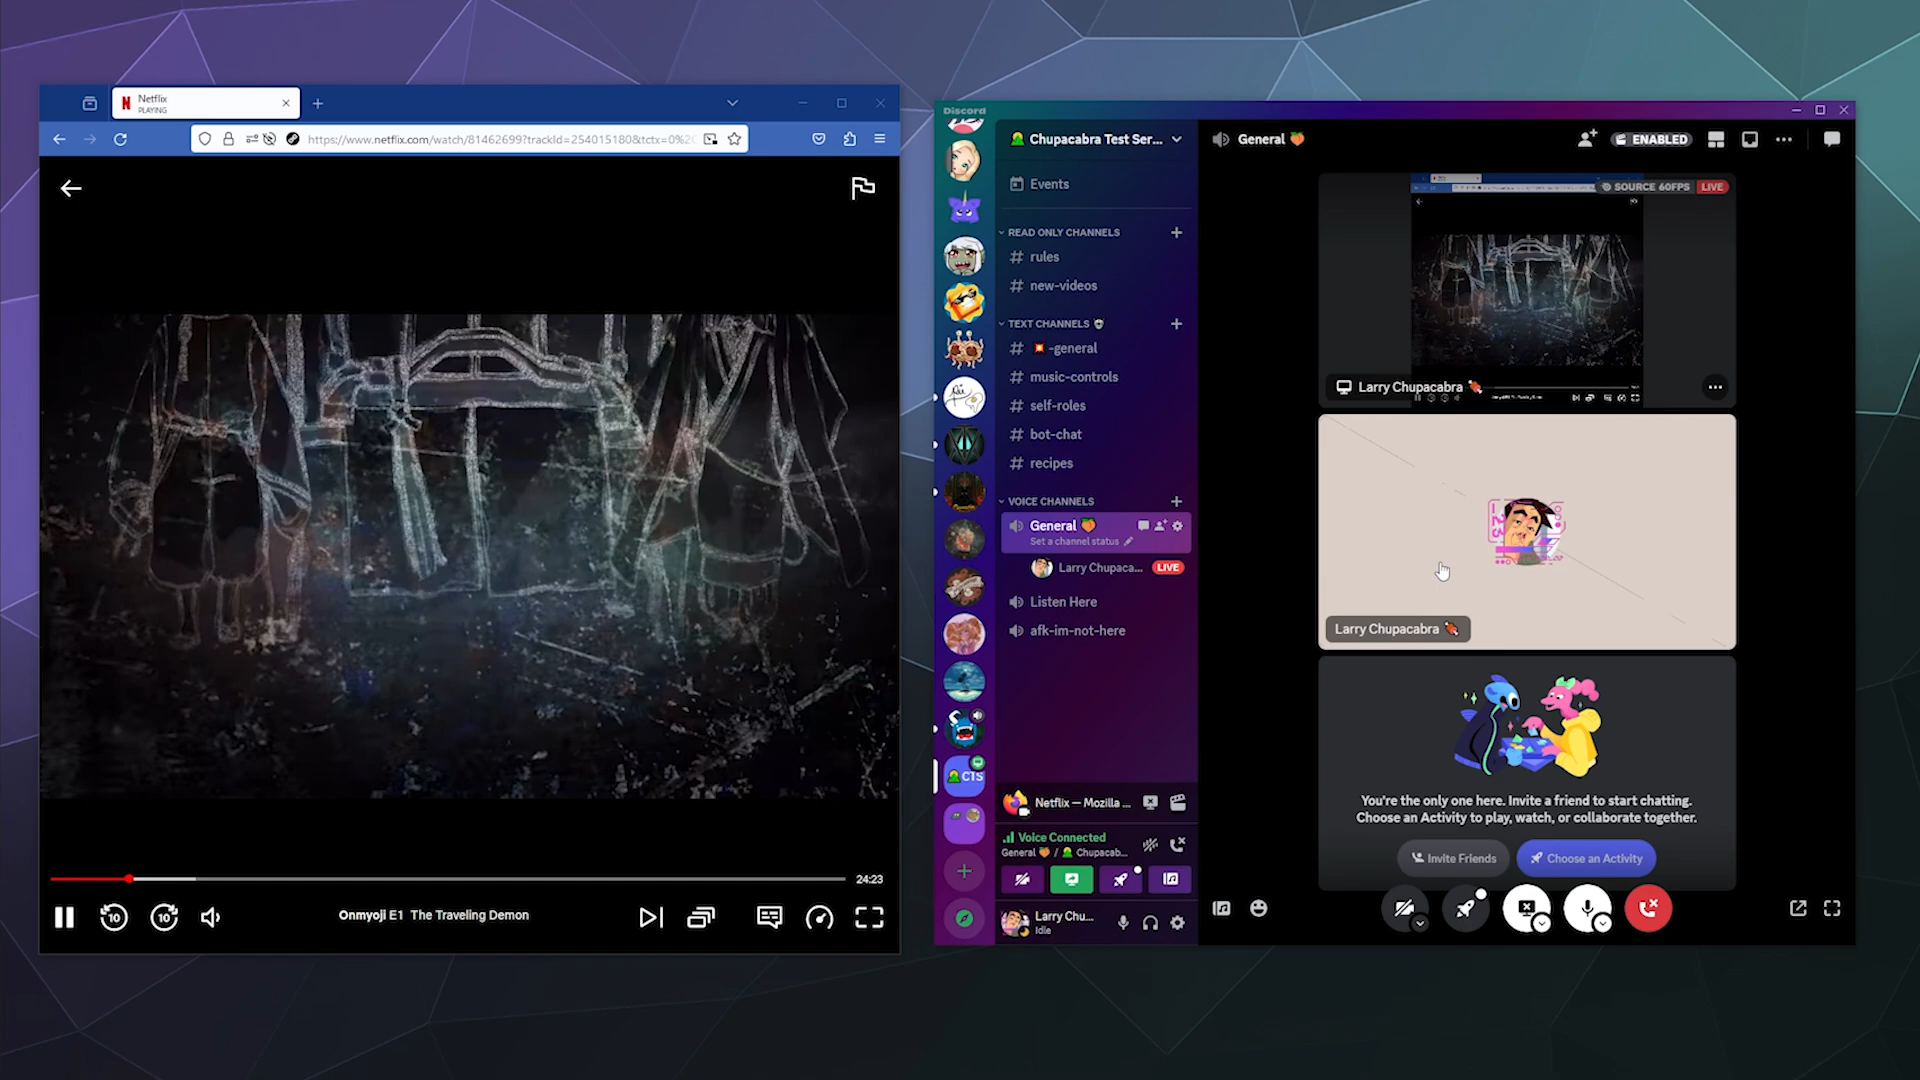 Netflix
PLAYING
https://www.netflix.com/watch/81462699?trackId=254015180&tctx=0%2C
24:23
Onmyoji E1 The Traveling Demon
10
10
Discord
Chupacabra Test Ser...
Events
READ ONLY CHANNELS
rules
new-videos
TEXT CHANNELS
-general
music-controls
self-roles
bot-chat
recipes
VOICE CHANNELS
General
Set a channel status
Larry Chupaca...
LIVE
Listen Here
afk-im-not-here
CTS
Netflix — Mozilla ...
Voice Connected
General / Chupacab...
Larry Chu...
Idle
General
ENABLED
SOURCE 60FPS
LIVE
Larry Chupacabra
Larry Chupacabra
You're the only one here. Invite a friend to start chatting.
Choose an Activity to play, watch, or collaborate together.
Invite Friends
Choose an Activity